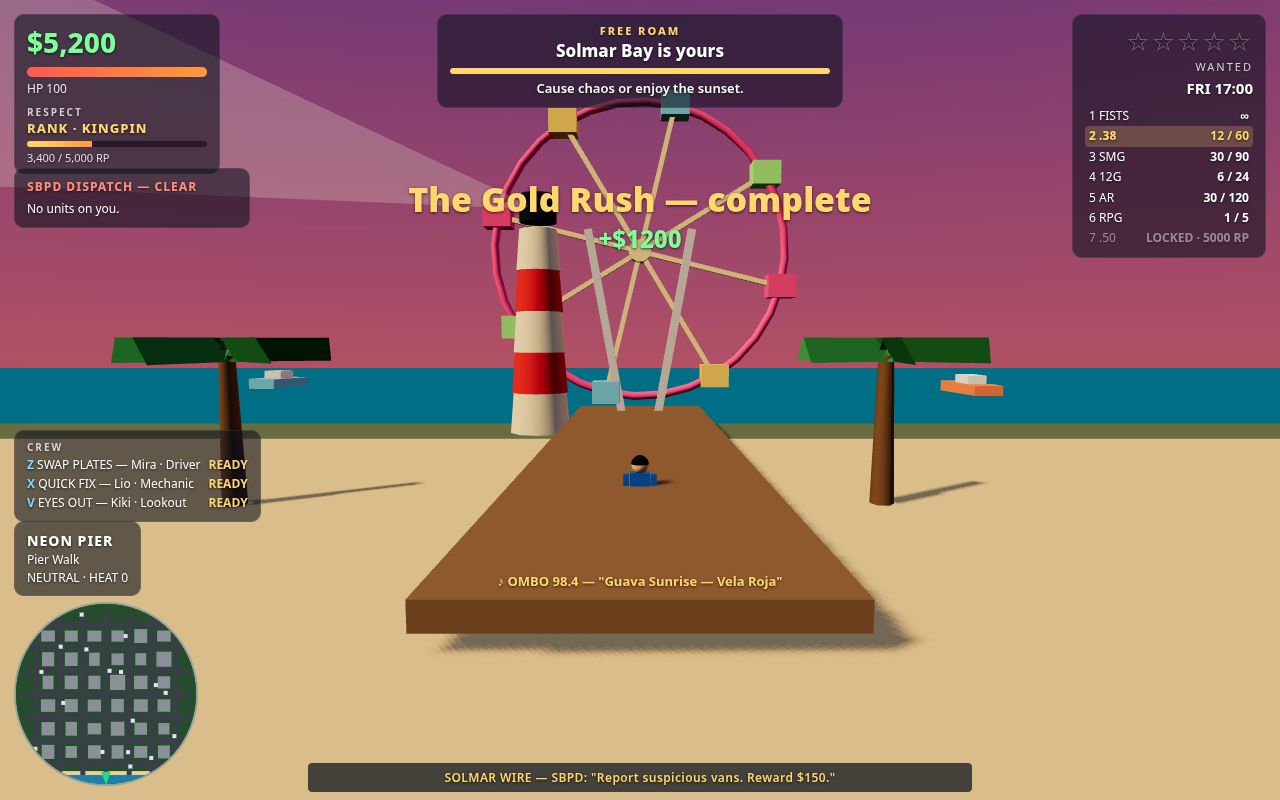 $5,200
HP 100
RESPECT
RANK · KINGPIN
3,400 / 5,000 RP
SBPD DISPATCH — CLEAR
No units on you.
FREE ROAM
Solmar Bay is yours
Cause chaos or enjoy the sunset.
The Gold Rush — complete
+$1200
☆☆☆☆☆
WANTED
FRI 17:00
1 FISTS ∞
2 .38 12 / 60
3 SMG 30 / 90
4 12G 6 / 24
5 AR 30 / 120
6 RPG 1 / 5
7 .50 LOCKED · 5000 RP
CREW
Z SWAP PLATES — Mira · Driver READY
X QUICK FIX — Lio · Mechanic READY
V EYES OUT — Kiki · Lookout READY
NEON PIER
Pier Walk
NEUTRAL · HEAT 0
♪ OMBO 98.4 — "Guava Sunrise — Vela Roja"
SOLMAR WIRE — SBPD: "Report suspicious vans. Reward $150."